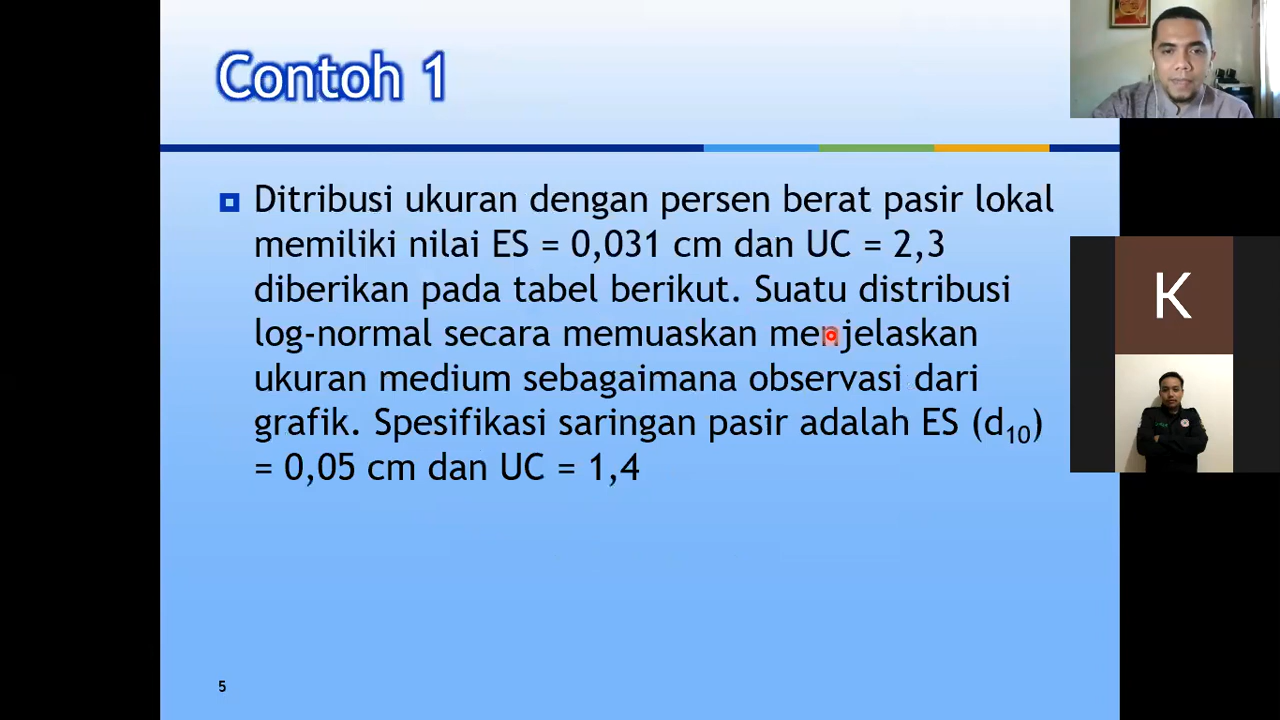 Contoh 1
Ditribusi ukuran dengan persen berat pasir lokal
memiliki nilai ES = 0,031 cm dan UC = 2,3
diberikan pada tabel berikut. Suatu distribusi
log-normal secara memuaskan menjelaskan
ukuran medium sebagaimana observasi dari
grafik. Spesifikasi saringan pasir adalah ES (d₁₀)
= 0,05 cm dan UC = 1,4
K
5